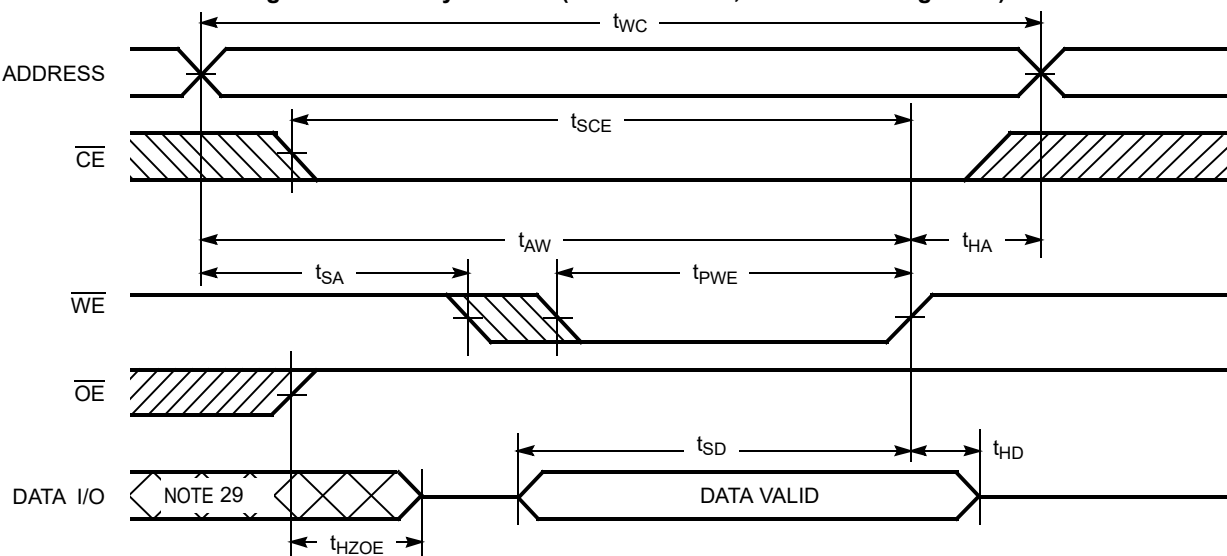 tWC
ADDRESS
tSCE
CE
tAW
tHA
tSA
tPWE
WE
OE
tSD
tHD
DATA I/O
NOTE 29
DATA VALID
tHZOE